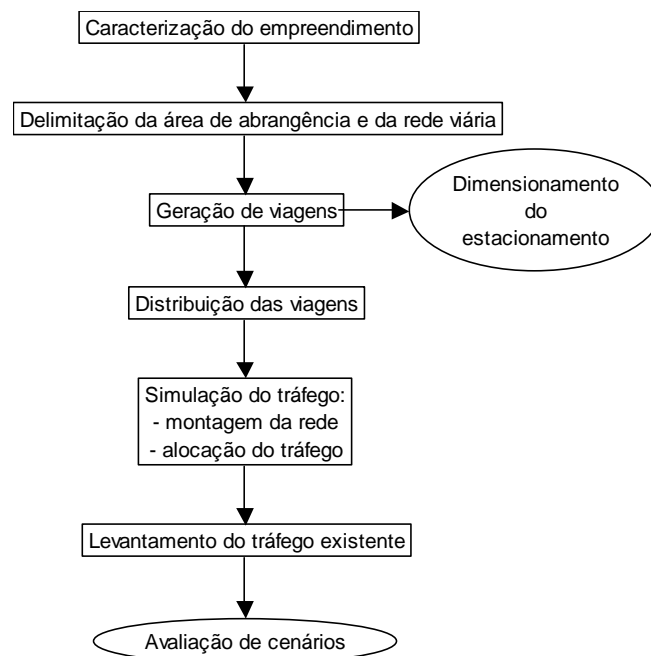 Caracterização do empreendimento
Delimitação da área de abrangência e da rede viária
Geração de viagens
Dimensionamento
do
estacionamento
Distribuição das viagens
Simulação do tráfego:
- montagem da rede
- alocação do tráfego
Levantamento do tráfego existente
Avaliação de cenários